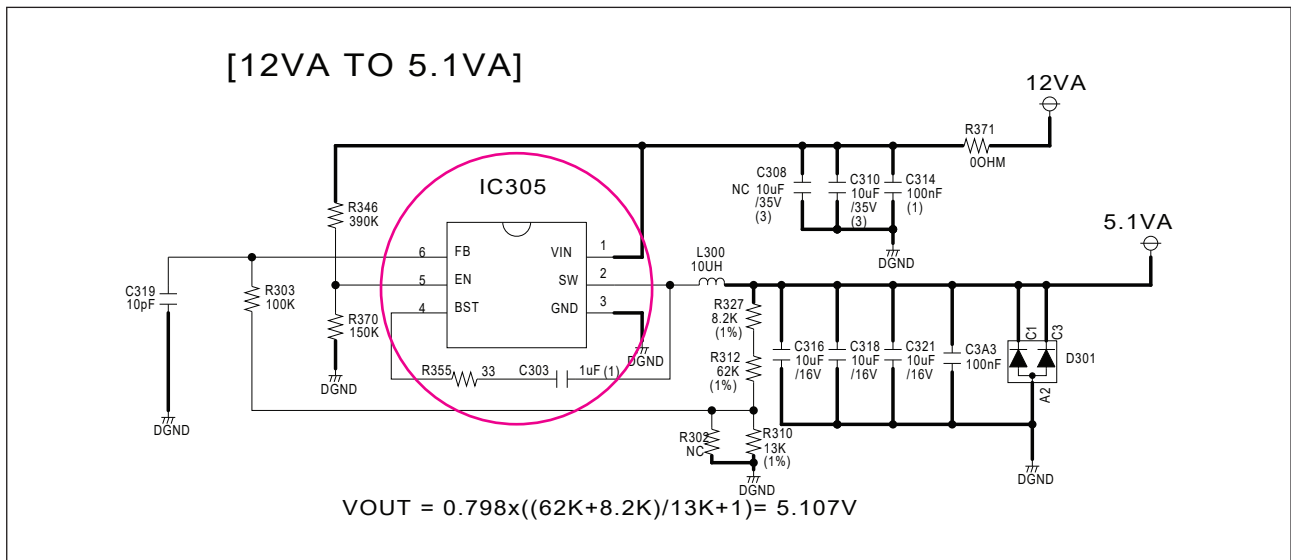 [12VA TO 5.1VA]
12VA
R371
0OHM
C308
NC 10uF
/35V
(3)
C310
10uF
/35V
(3)
C314
100nF
(1)
DGND
IC305
R346
390K
6 FB VIN 1
5 EN SW 2
4 BST GND 3
C319
10pF
R303
100K
R370
150K
DGND
DGND
DGND
R355 33 C303 1uF (1)
L300
10UH
5.1VA
R327
8.2K
(1%)
R312
62K
(1%)
C316
10uF
/16V
C318
10uF
/16V
C321
10uF
/16V
C3A3
100nF
C1
C3
D301
A2
R302
NC
R310
13K
(1%)
DGND
DGND
VOUT = 0.798x((62K+8.2K)/13K+1)= 5.107V